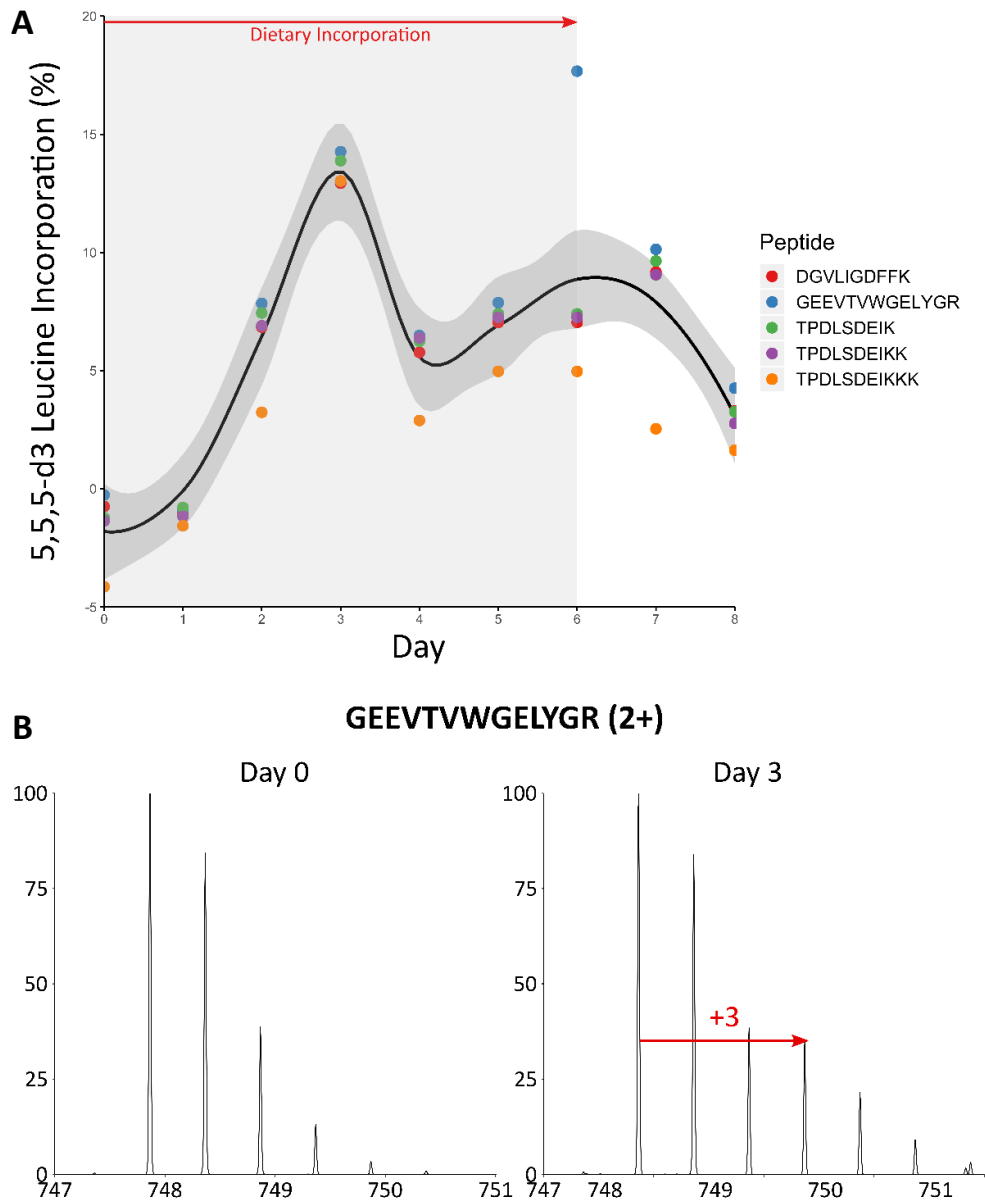 A
Dietary Incorporation
5,5,5,5-d3 Leucine Incorporation (%)
20
15
10
5
0
-5
0 1 2 3 4 5 6 7 8
Day
Peptide
DGVLIGDFFK
GEEVTVWGELYGR
TPDLSDEIK
TPDLSDEIKK
TPDLSDEIKKK
B
GEEVTVWGELYGR (2+)
Day 0
100
75
50
25
0
747 748 749 750 751
Day 3
100
75
50
25
0
+3
747 748 749 750 751